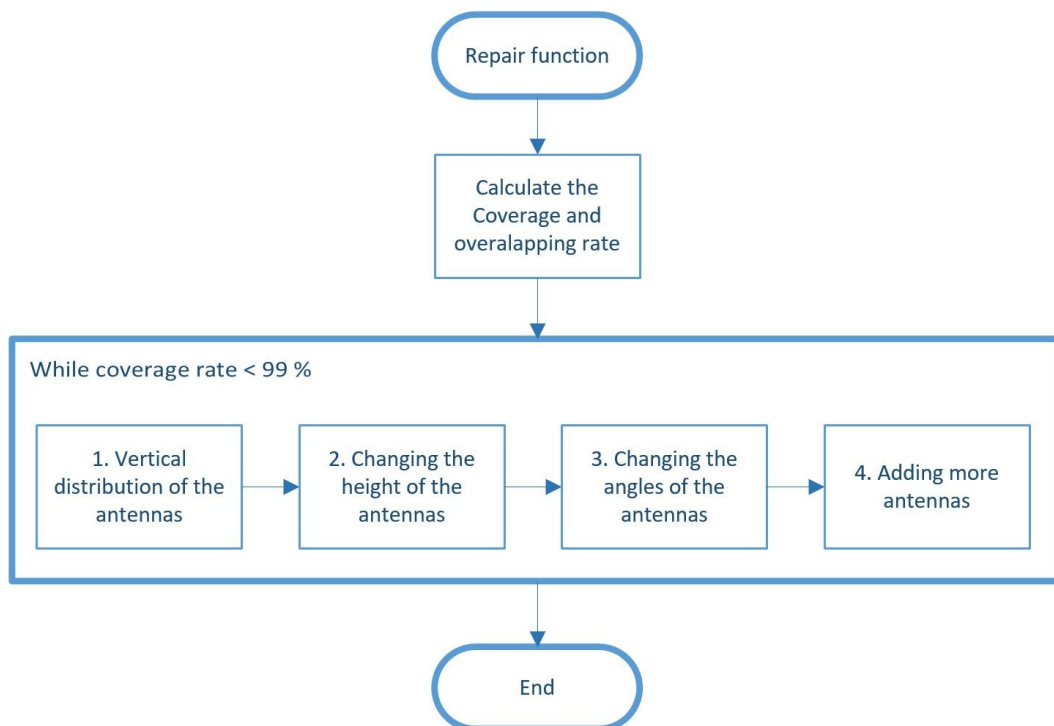 Repair function
Calculate the
Coverage and
overalapping rate
While coverage rate < 99 %
1. Vertical
distribution of the
antennas
2. Changing the
height of the
antennas
3. Changing the
angles of the
antennas
4. Adding more
antennas
End